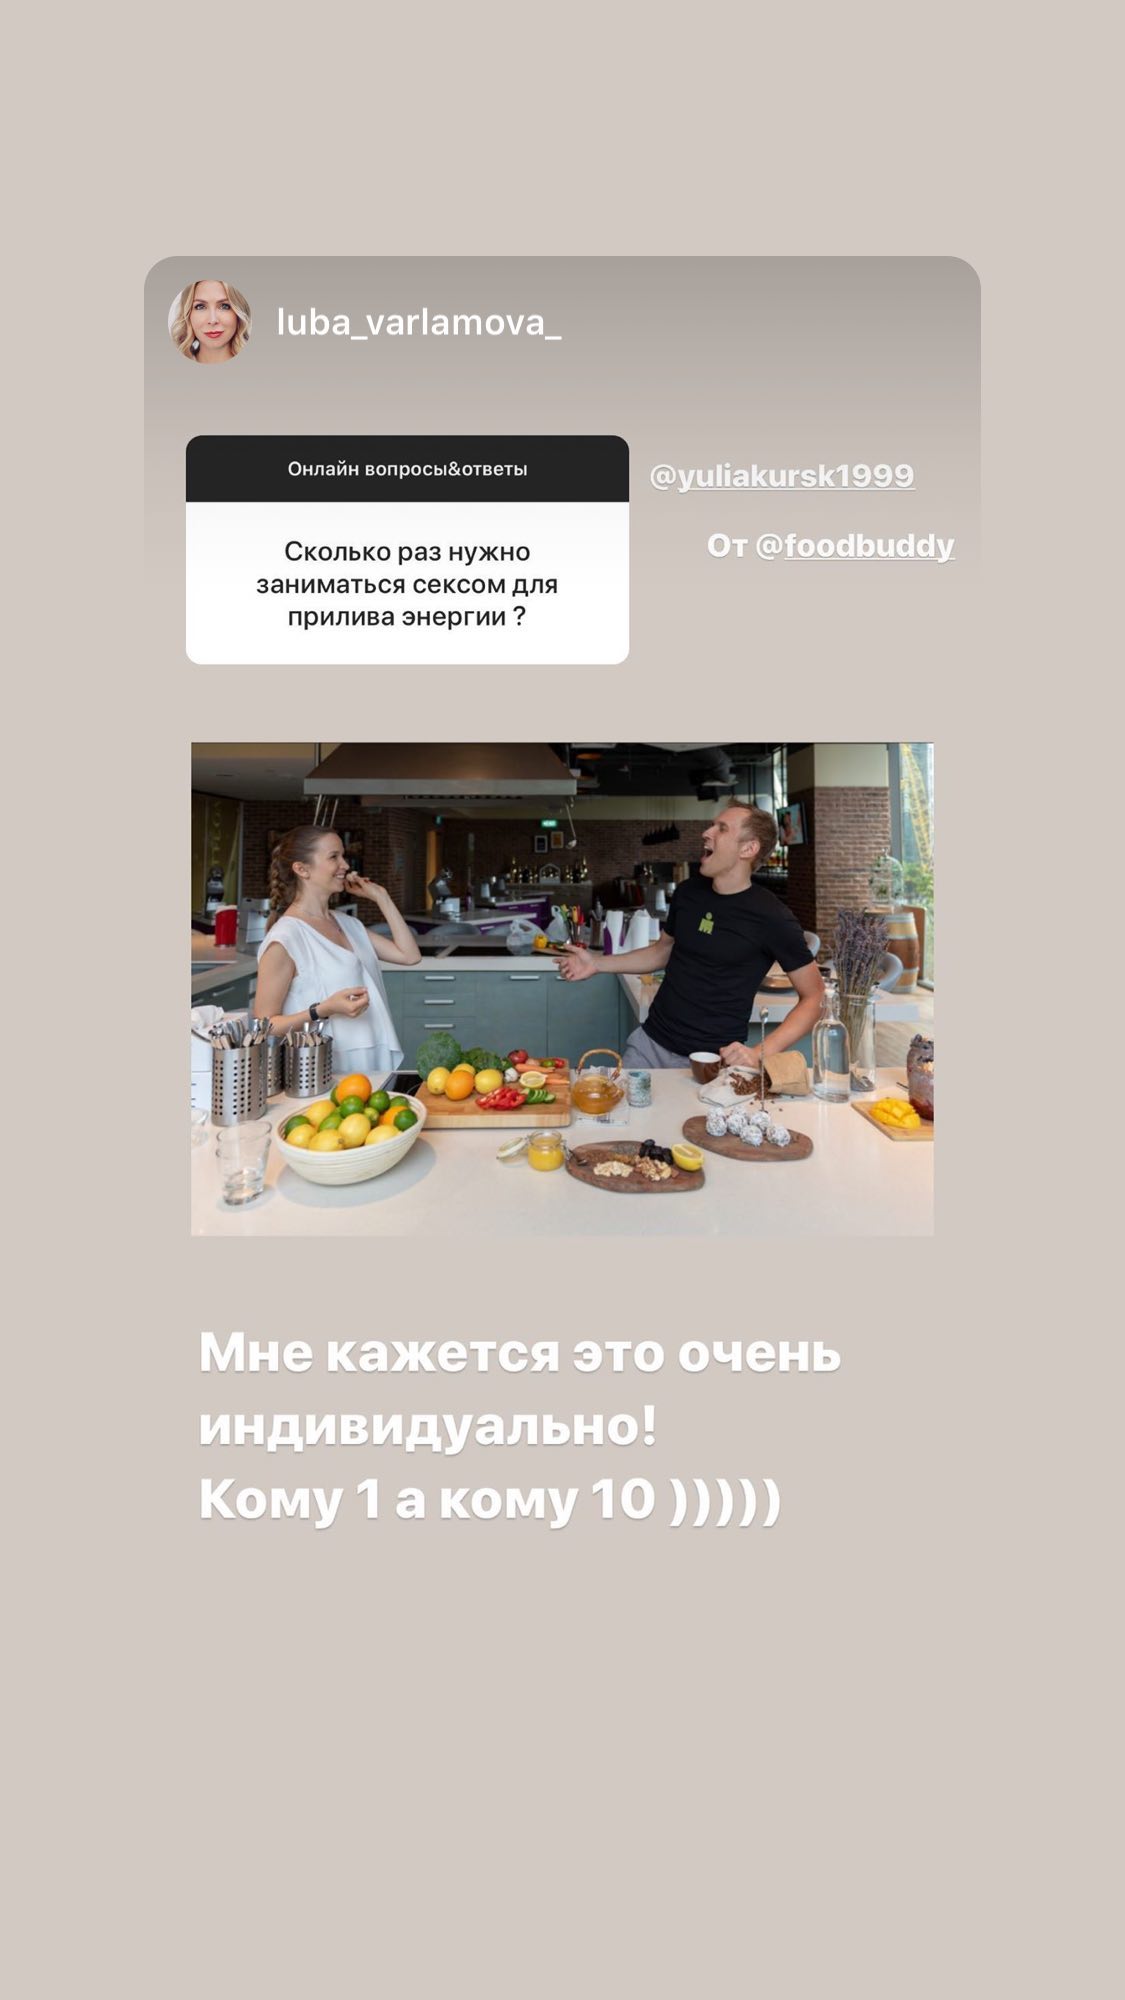 luba_varlamova_
Онлайн вопросы&ответы
Сколько раз нужно
заниматься сексом для
прилива энергии ?
@yuliakursk1999
От @foodbuddy
Мне кажется это очень
индивидуально!
Кому 1 а кому 10 )))))